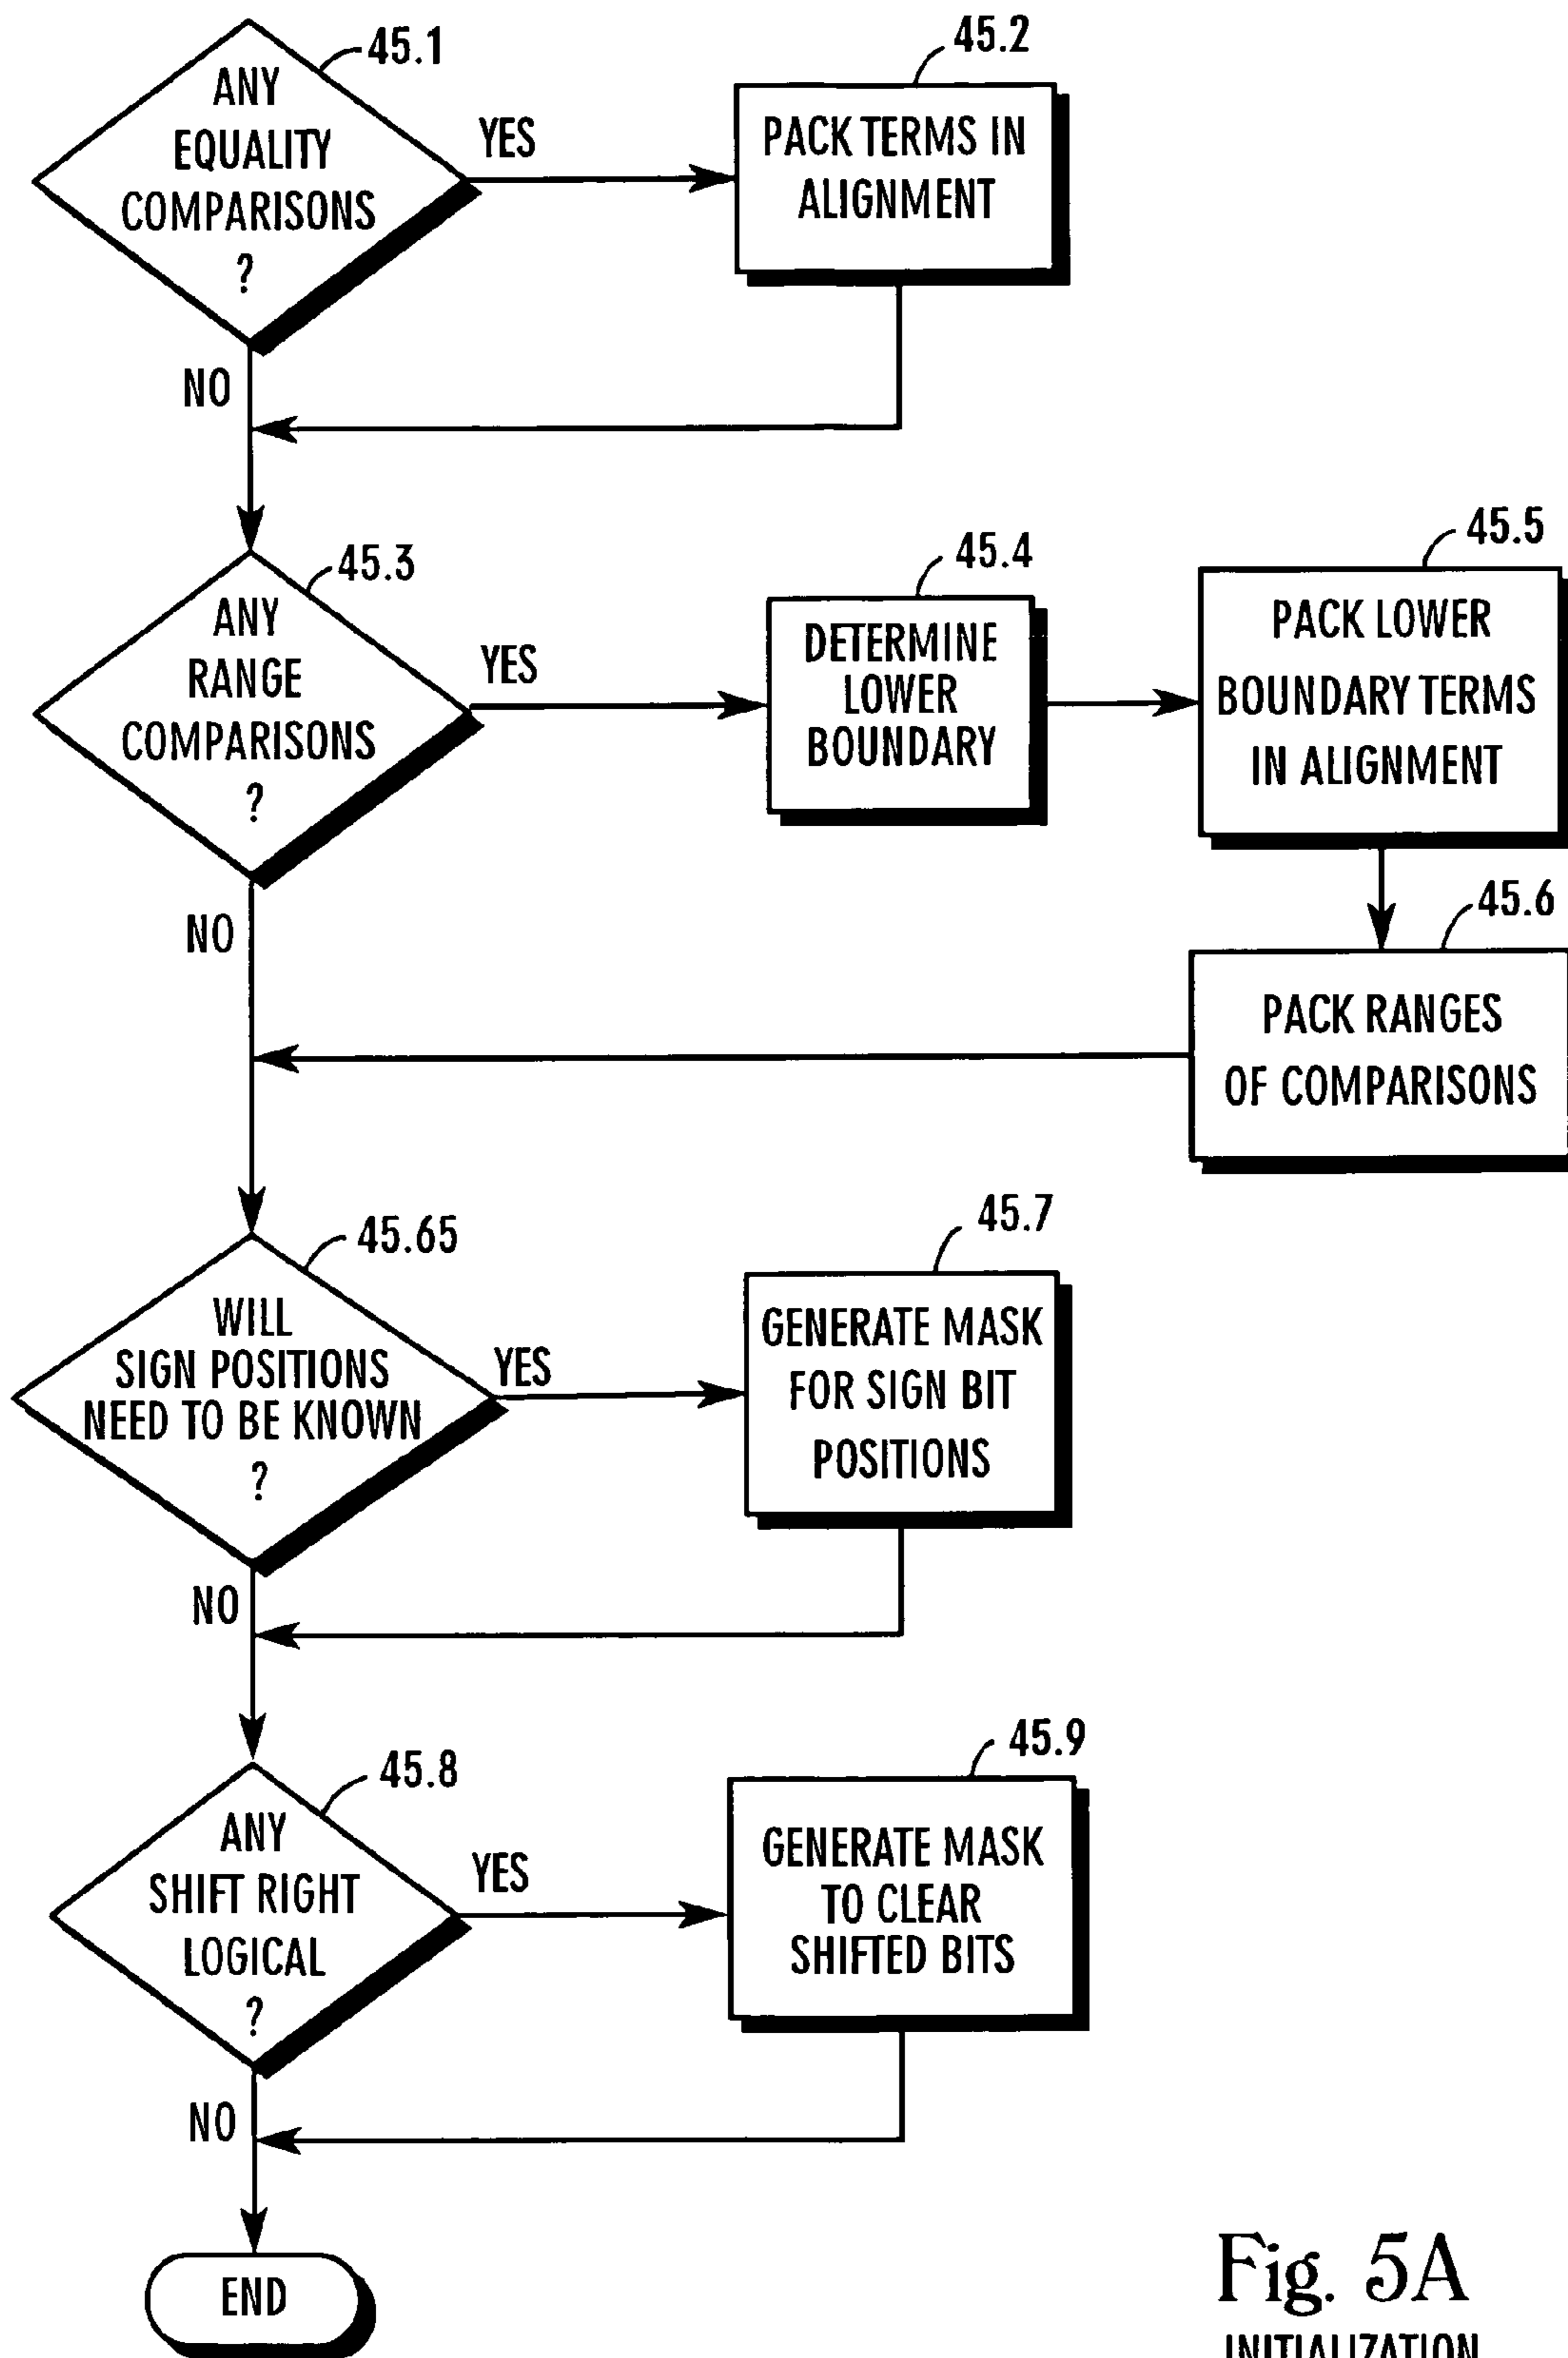 45.1
ANY
EQUALITY
COMPARISONS
?
YES
45.2
PACK TERMS IN
ALIGNMENT
NO
45.3
ANY
RANGE
COMPARISONS
?
YES
45.4
DETERMINE
LOWER
BOUNDARY
45.5
PACK LOWER
BOUNDARY TERMS
IN ALIGNMENT
NO
45.6
PACK RANGES
OF COMPARISONS
45.65
WILL
SIGN POSITIONS
NEED TO BE KNOWN
?
YES
45.7
GENERATE MASK
FOR SIGN BIT
POSITIONS
NO
45.8
ANY
SHIFT RIGHT
LOGICAL
?
YES
45.9
GENERATE MASK
TO CLEAR
SHIFTED BITS
NO
END
Fig. 5A
INITIALIZATION